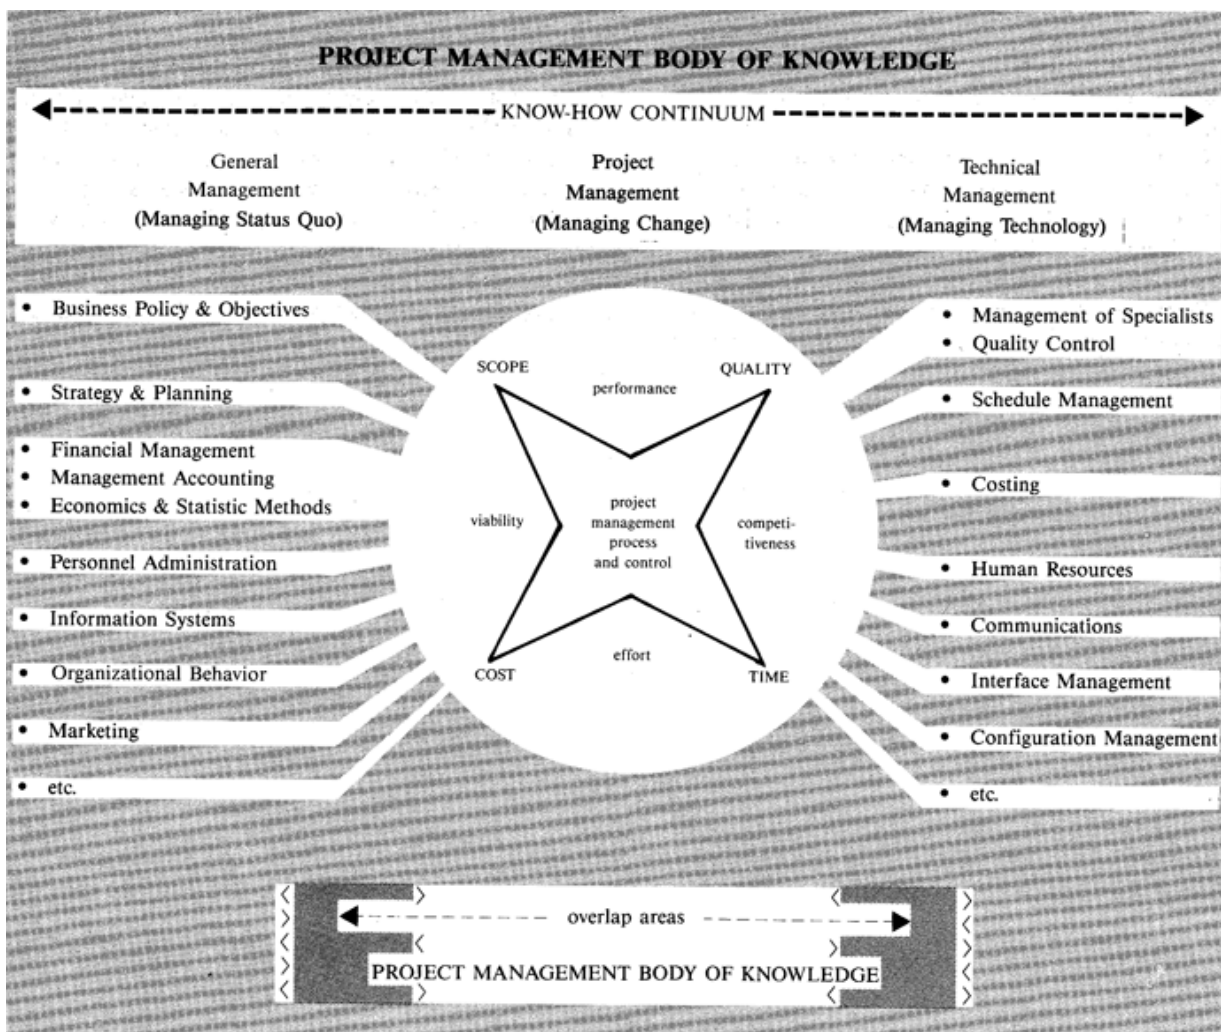 PROJECT MANAGEMENT BODY OF KNOWLEDGE
KNOW-HOW CONTINUUM
General
Management
(Managing Status Quo)
Project
Management
(Managing Change)
Technical
Management
(Managing Technology)
• Business Policy & Objectives
• Strategy & Planning
• Financial Management
• Management Accounting
• Economics & Statistic Methods
• Personnel Administration
• Information Systems
• Organizational Behavior
• Marketing
• etc.
SCOPE
QUALITY
performance
viability
project
management
process
and control
competi-
tiveness
effort
COST
TIME
• Management of Specialists
• Quality Control
• Schedule Management
• Costing
• Human Resources
• Communications
• Interface Management
• Configuration Management
• etc.
overlap areas
PROJECT MANAGEMENT BODY OF KNOWLEDGE